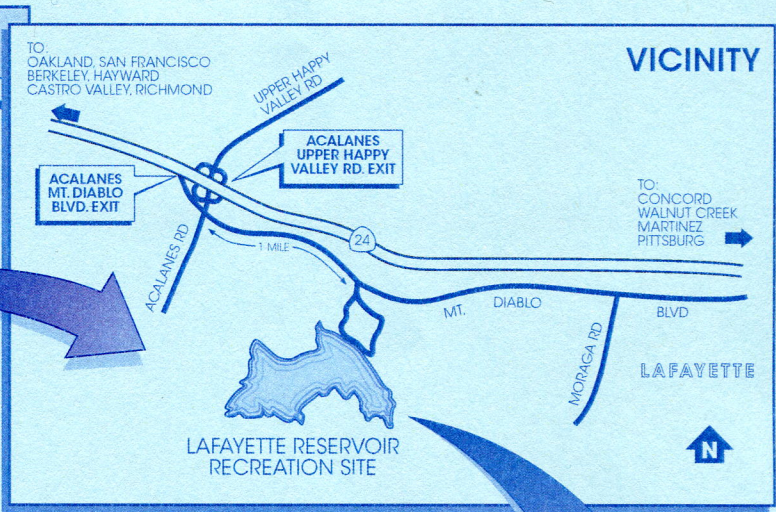 TO:
OAKLAND, SAN FRANCISCO
BERKELEY, HAYWARD
CASTRO VALLEY, RICHMOND
VICINITY
UPPER HAPPY
VALLEY RD
ACALANES
UPPER HAPPY
VALLEY RD. EXIT
ACALANES
MT. DIABLO
BLVD. EXIT
TO:
CONCORD
WALNUT CREEK
MARTINEZ
PITTSBURG
ACALANES RD
1 MILE
24
MT. DIABLO BLVD
MORAGA RD
LAFAYETTE
LAFAYETTE RESERVOIR
RECREATION SITE
N